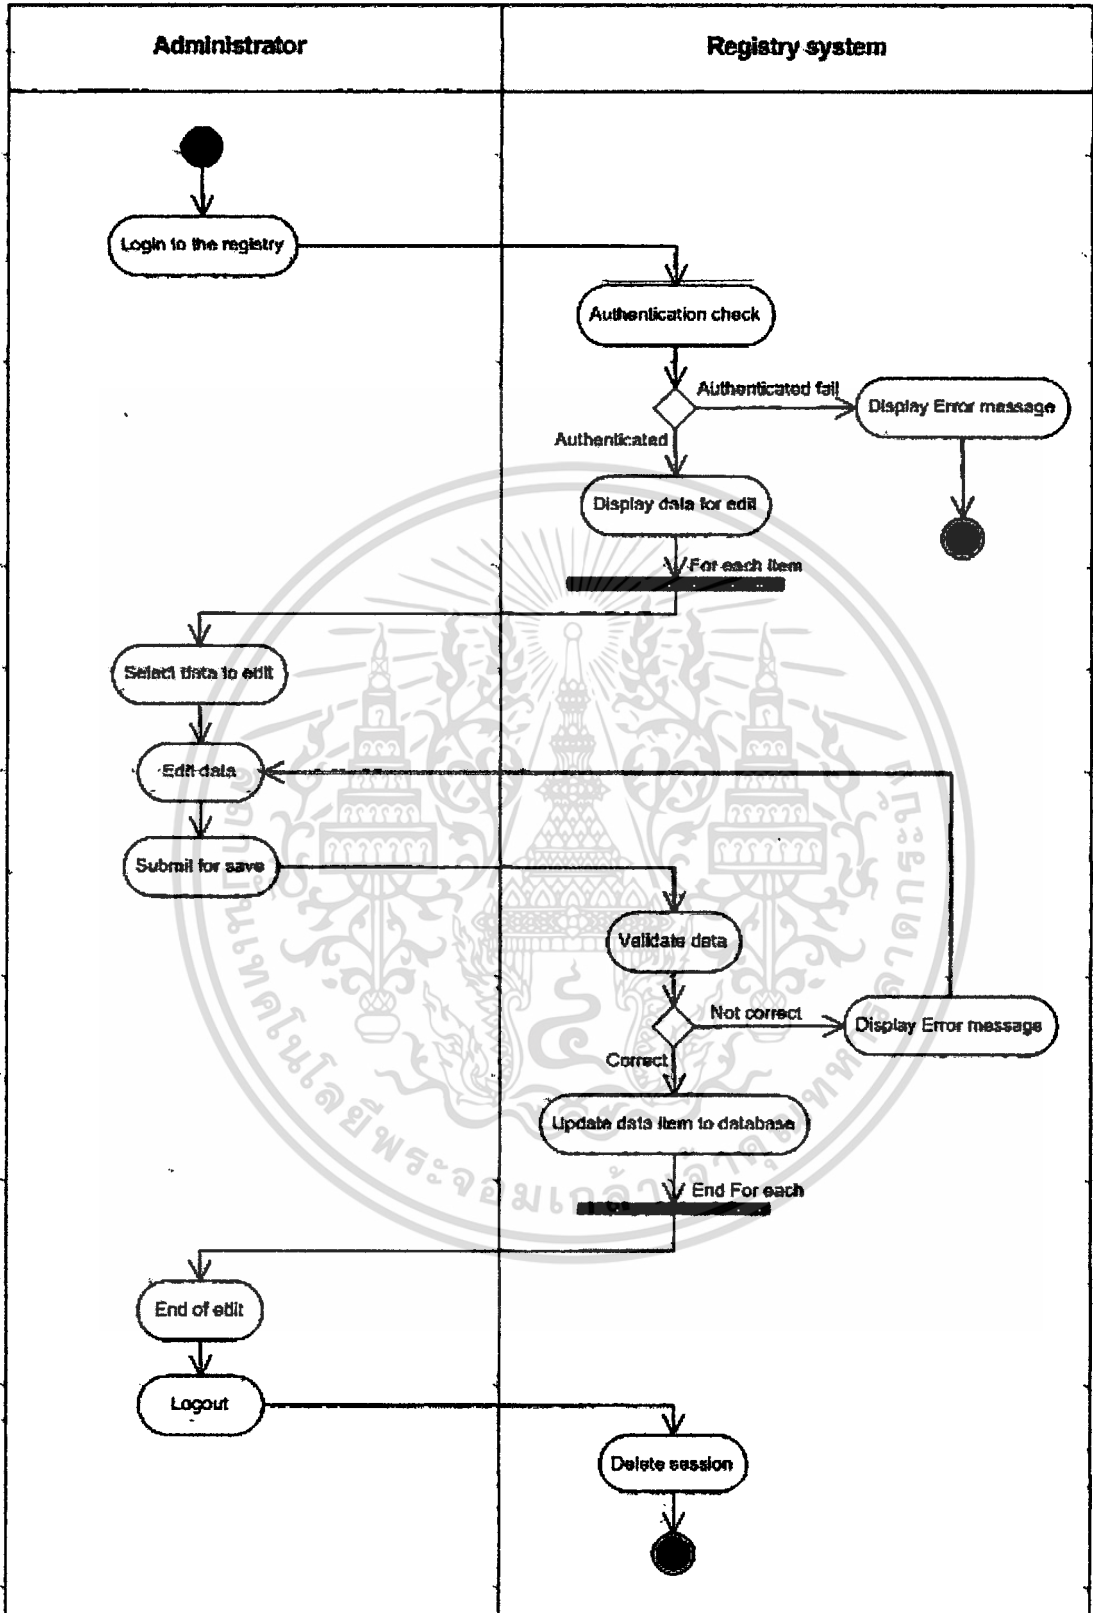 Administrator
Registry system
Login to the registry
Authentication check
Authenticated fail
Display Error message
Authenticated
Display data for edit
For each item
Select data to edit
Edit data
Submit for save
Validate data
Not correct
Display Error message
Correct
Update data item to database
End For each
End of edit
Logout
Delete session